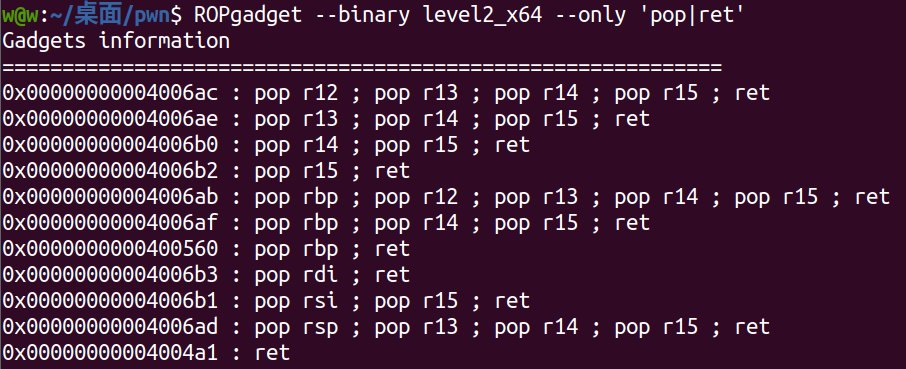 w@w:~/桌面/pwn$ ROPgadget --binary level2_x64 --only 'pop|ret'
Gadgets information
============================================================
0x00000000004006ac : pop r12 ; pop r13 ; pop r14 ; pop r15 ; ret
0x00000000004006ae : pop r13 ; pop r14 ; pop r15 ; ret
0x00000000004006b0 : pop r14 ; pop r15 ; ret
0x00000000004006b2 : pop r15 ; ret
0x00000000004006ab : pop rbp ; pop r12 ; pop r13 ; pop r14 ; pop r15 ; ret
0x00000000004006af : pop rbp ; pop r14 ; pop r15 ; ret
0x0000000000400560 : pop rbp ; ret
0x00000000004006b3 : pop rdi ; ret
0x00000000004006b1 : pop rsi ; pop r15 ; ret
0x00000000004006ad : pop rsp ; pop r13 ; pop r14 ; pop r15 ; ret
0x00000000004004a1 : ret